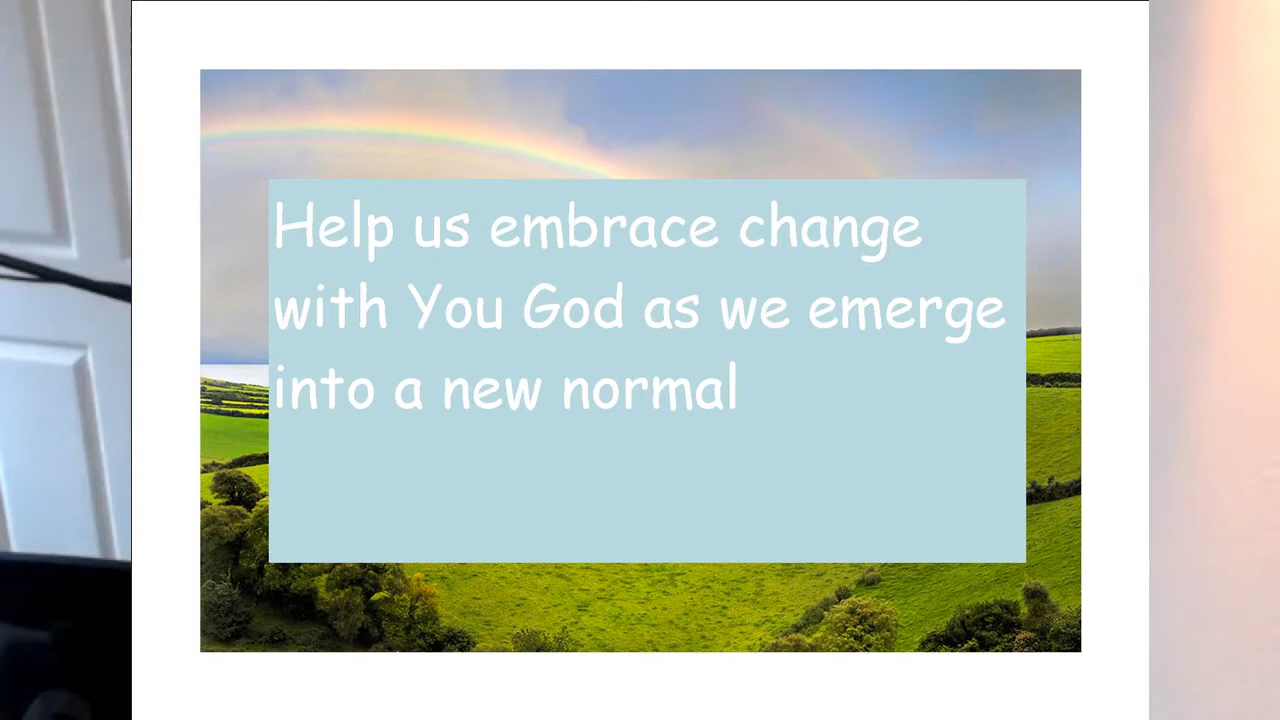 Help us embrace change
with You God as we emerge
into a new normal